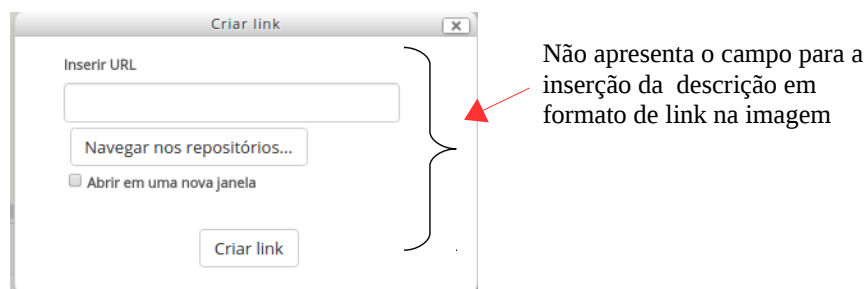 Criar link
Inserir URL
Navegar nos repositórios...
Abrir em uma nova janela
Criar link
Não apresenta o campo para a
inserção da descrição em
formato de link na imagem